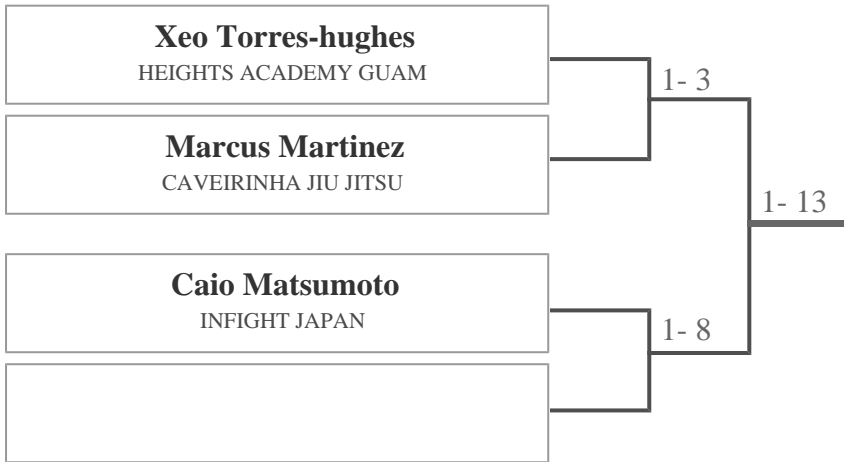 Xeo Torres-hughes
HEIGHTS ACADEMY GUAM
1- 3
Marcus Martinez
CAVEIRINHA JIU JITSU
1- 13
Caio Matsumoto
INFIGHT JAPAN
1- 8